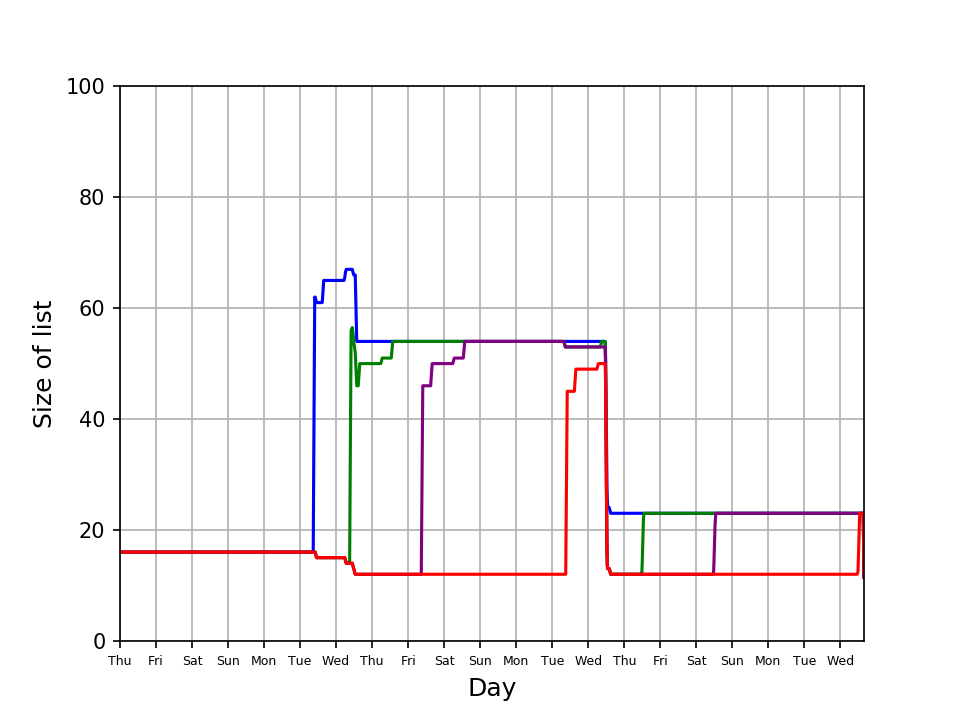 100
80
60
40
20
0
Size of list
Thu Fri Sat Sun Mon Tue Wed Thu Fri Sat Sun Mon Tue Wed Thu Fri Sat Sun Mon Tue Wed
Day